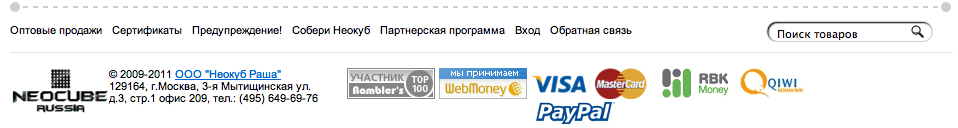 Оптовые продажи Сертификаты Предупреждение! Собери Неокуб Партнерская программа Вход Обратная связь Поиск товаров
NEOCUBE
RUSSIA
© 2009-2011 ООО "Неокуб Раша"
129164, г.Москва, 3-я Мытищинская ул.
д.3, стр.1 офис 209, тел.: (495) 649-69-76
УЧАСТНИК
Rambler's
TOP
100
мы принимаем
WebMoney
VISA
MasterCard
RBK
Money
QIWI
КОШЕЛЕК
PayPal